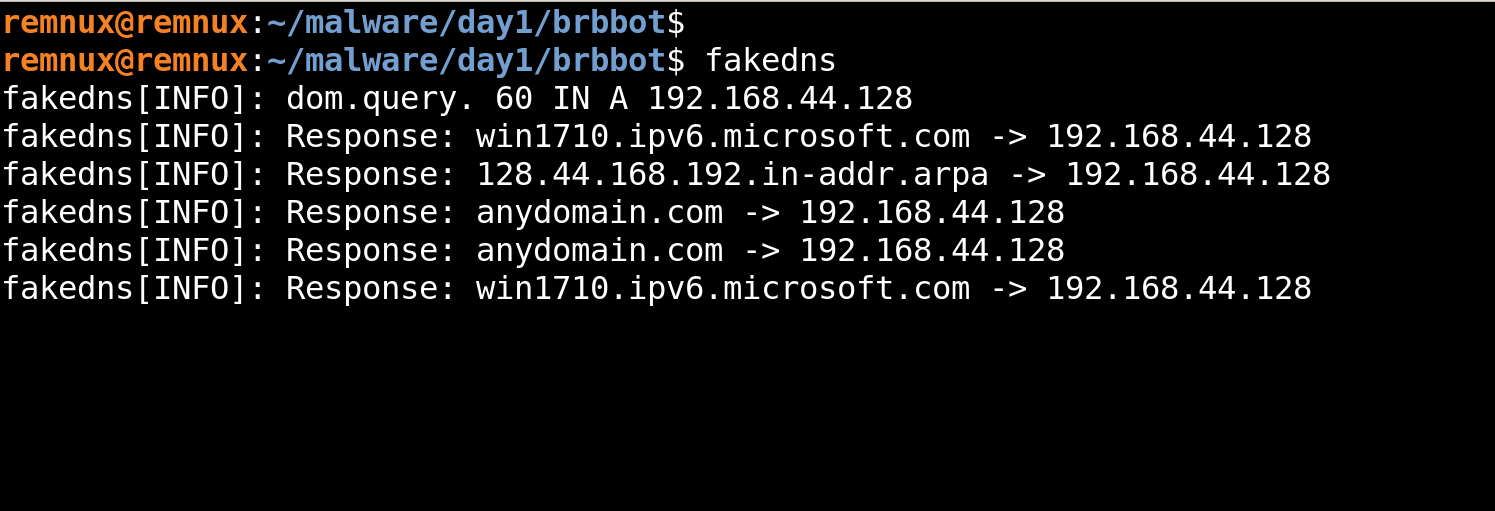 remnux@remnux:~/malware/day1/brbbot$
remnux@remnux:~/malware/day1/brbbot$ fakedns
fakedns[INFO]: dom.query. 60 IN A 192.168.44.128
fakedns[INFO]: Response: win1710.ipv6.microsoft.com -> 192.168.44.128
fakedns[INFO]: Response: 128.44.168.192.in-addr.arpa -> 192.168.44.128
fakedns[INFO]: Response: anydomain.com -> 192.168.44.128
fakedns[INFO]: Response: anydomain.com -> 192.168.44.128
fakedns[INFO]: Response: win1710.ipv6.microsoft.com -> 192.168.44.128